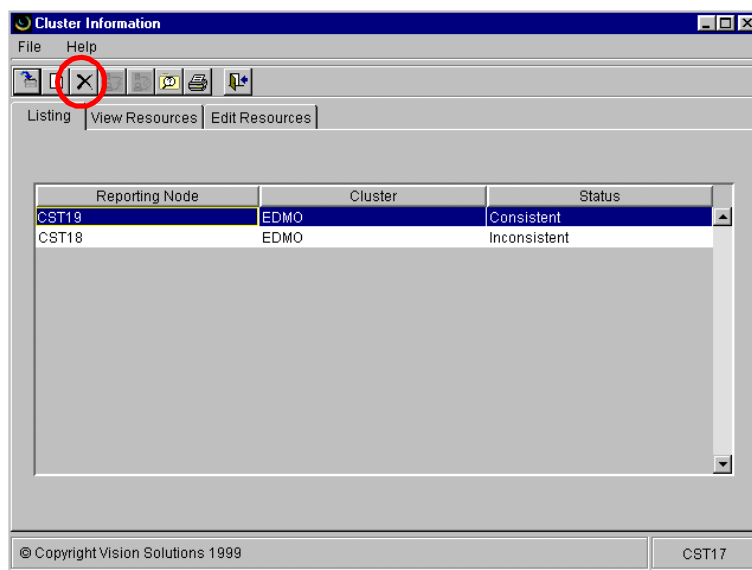 Cluster Information
File Help
Listing View Resources Edit Resources
Reporting Node Cluster Status
CST19 EDMO Consistent
CST18 EDMO Inconsistent
© Copyright Vision Solutions 1999 CST17